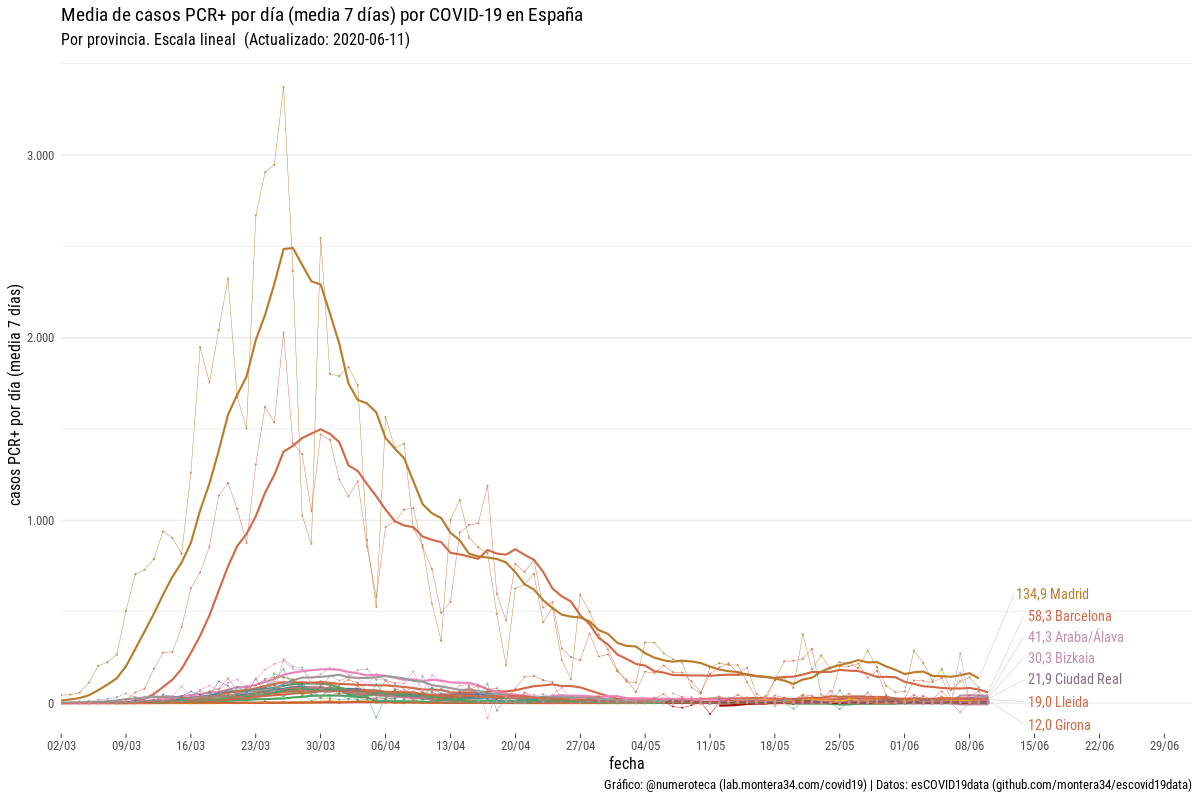 Media de casos PCR+ por día (media 7 días) por COVID-19 en España
Por provincia. Escala lineal (Actualizado: 2020-06-11)
casos PCR+ por día (media 7 días)
3.000
2.000
1.000
0
134,9 Madrid
58,3 Barcelona
41,3 Araba/Álava
30,3 Bizkaia
21,9 Ciudad Real
19,0 Lleida
12,0 Girona
02/03 09/03 16/03 23/03 30/03 06/04 13/04 20/04 27/04 04/05 11/05 18/05 25/05 01/06 08/06 15/06 22/06 29/06
fecha
Gráfico: @numeroteca (lab.montera34.com/covid19) | Datos: esCOVID19data (github.com/montera34/escovid19data)